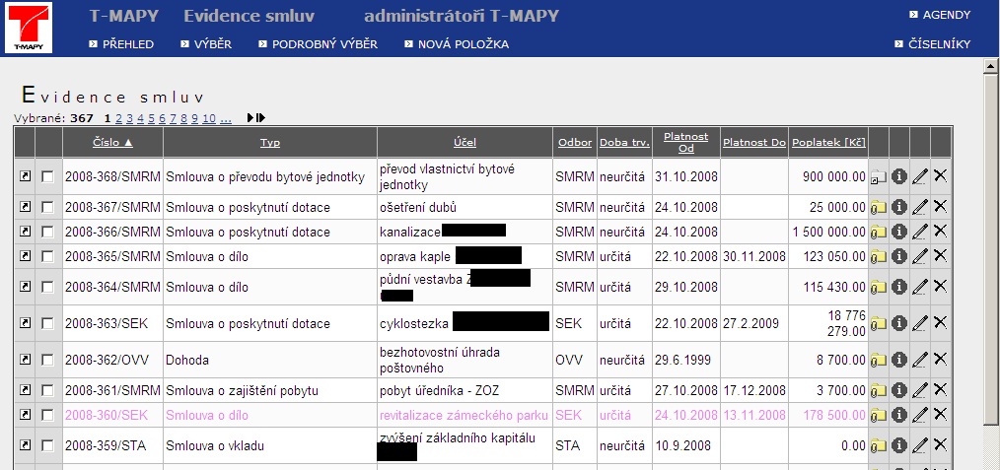 T-MAPY Evidence smluv administrátoři T-MAPY AGENDY
T-MAPY PŘEHLED VÝBĚR PODROBNÝ VÝBĚR NOVÁ POLOŽKA ČÍSELNÍKY
Evidence smluv
Vybrané: 367 1 2 3 4 5 6 7 8 9 10 ...
Číslo ▲ Typ Účel Odbor Doba trv. Platnost Od Platnost Do Poplatek [Kč]
2008-368/SMRM Smlouva o převodu bytové jednotky převod vlastnictví bytové jednotky SMRM neurčitá 31.10.2008 900 000.00
2008-367/SMRM Smlouva o poskytnutí dotace ošetření dubů SMRM neurčitá 24.10.2008 25 000.00
2008-366/SMRM Smlouva o poskytnutí dotace kanalizace SMRM neurčitá 24.10.2008 1 500 000.00
2008-365/SMRM Smlouva o dílo oprava kaple SMRM určitá 22.10.2008 30.11.2008 123 050.00
2008-364/SMRM Smlouva o dílo půdní vestavba SMRM určitá 29.10.2008 115 430.00
2008-363/SEK Smlouva o poskytnutí dotace cyklostezka SEK určitá 22.10.2008 27.2.2009 18 776 279.00
2008-362/OVV Dohoda bezhotovostní úhrada poštovného OVV neurčitá 29.6.1999 8 700.00
2008-361/SMRM Smlouva o zajištění pobytu pobyt úředníka - ZOZ SMRM určitá 27.10.2008 17.12.2008 3 700.00
2008-360/SEK Smlouva o dílo revitalizace zámeckého parku SEK určitá 24.10.2008 13.11.2008 178 500.00
2008-359/STA Smlouva o vkladu zvýšení základního kapitálu STA neurčitá 10.9.2008 0.00